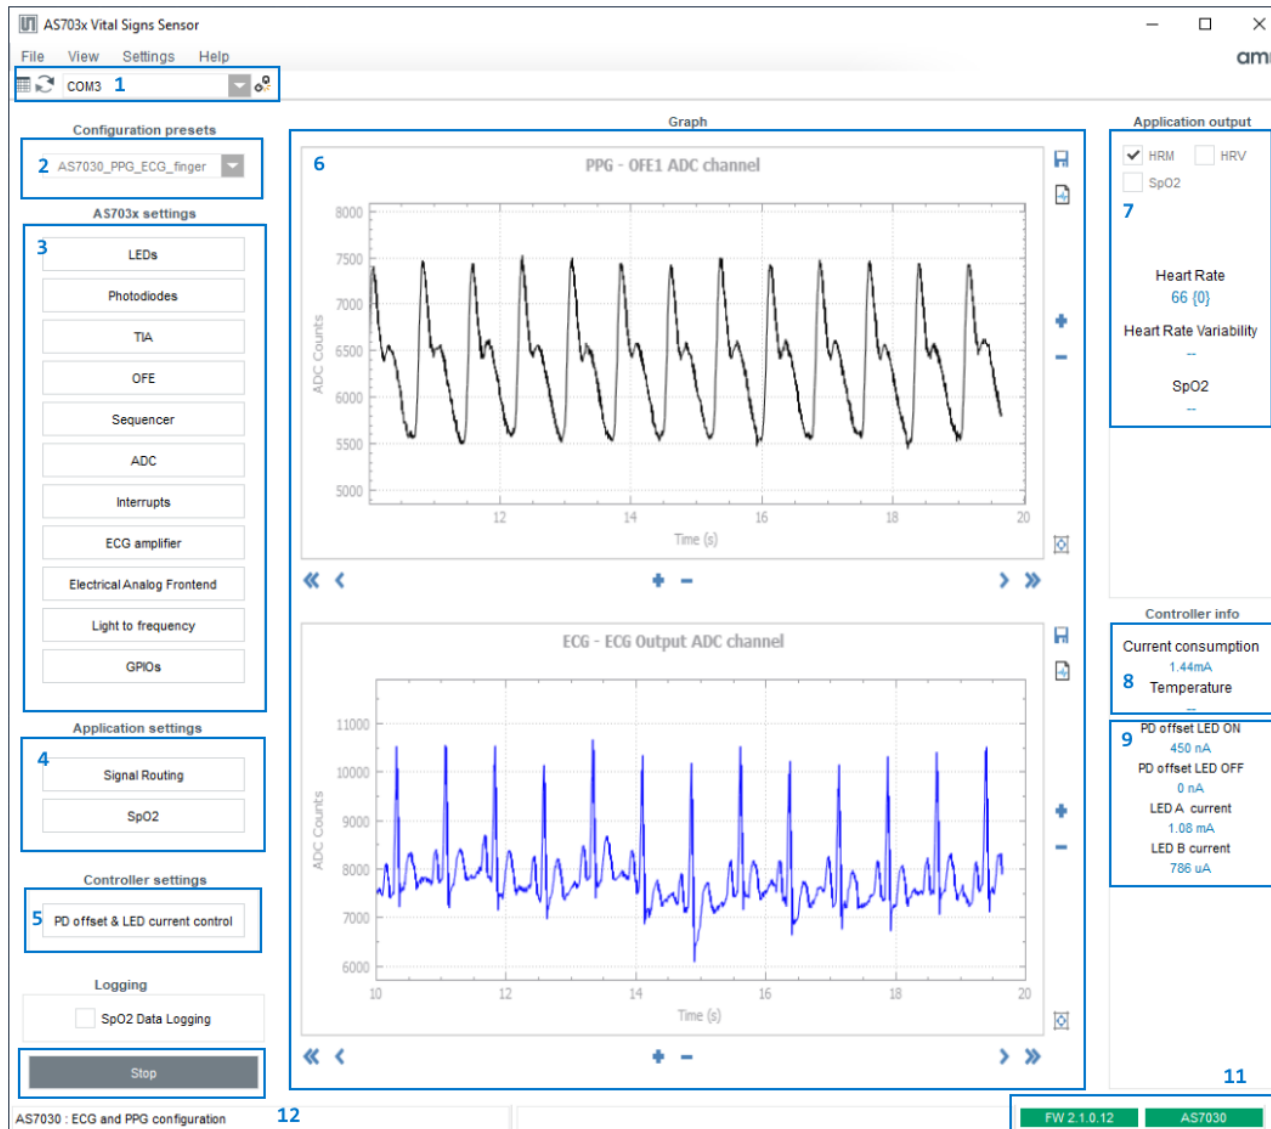 AS703x Vital Signs Sensor
File View Settings Help
am
COM3 1
Configuration presets
2 AS7030_PPG_ECG_finger
AS703x settings
3
LEDs
Photodiodes
TIA
OFE
Sequencer
ADC
Interrupts
ECG amplifier
Electrical Analog Frontend
Light to frequency
GPIOs
Application settings
4
Signal Routing
SpO2
Controller settings
5 PD offset & LED current control
Logging
SpO2 Data Logging
Stop
Graph
6
PPG - OFE1 ADC channel
ADC Counts
8000
7500
7000
6500
6000
5500
5000
12 14 16 18 20
Time (s)
ECG - ECG Output ADC channel
ADC Counts
11000
10000
9000
8000
7000
6000
10 12 14 16 18 20
Time (s)
Application output
HRM HRV
SpO2
7
Heart Rate
66 {0}
Heart Rate Variability
--
SpO2
--
Controller info
Current consumption
1.44mA
8 Temperature
--
9 PD offset LED ON
450 nA
PD offset LED OFF
0 nA
LED A current
1.08 mA
LED B current
786 uA
11
AS7030 : ECG and PPG configuration 12
FW 2.1.0.12 AS7030